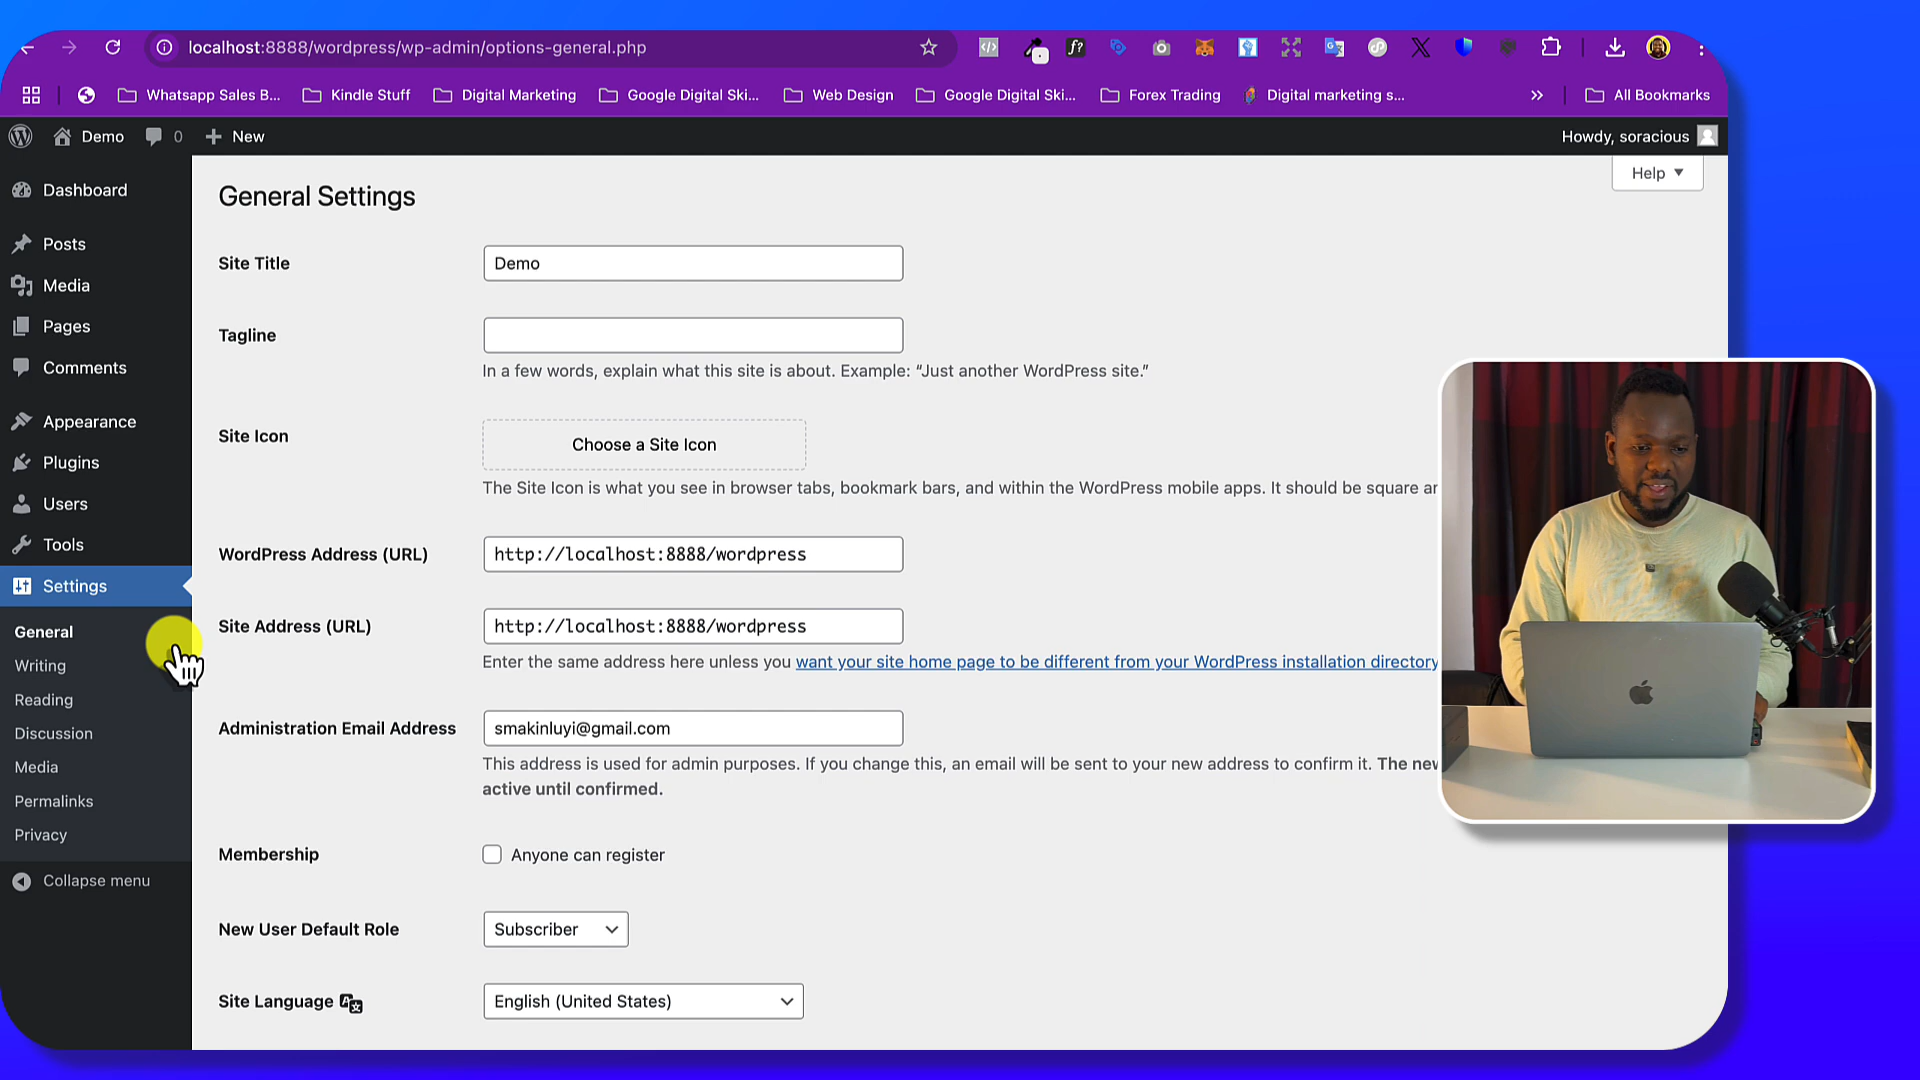 localhost:8888/wordpress/wp-admin/options-general.php
f?
Whatsapp Sales B...
Kindle Stuff
Digital Marketing
Google Digital Ski...
Web Design
Google Digital Ski...
Forex Trading
Digital marketing s...
»
All Bookmarks
Demo
0
New
Howdy, soracious
Help
Dashboard
Posts
Media
Pages
Comments
Appearance
Plugins
Users
Tools
Settings
General
Writing
Reading
Discussion
Media
Permalinks
Privacy
Collapse menu
General Settings
Site Title
Demo
Tagline
In a few words, explain what this site is about. Example: “Just another WordPress site.”
Site Icon
Choose a Site Icon
The Site Icon is what you see in browser tabs, bookmark bars, and within the WordPress mobile apps. It should be square
WordPress Address (URL)
http://localhost:8888/wordpress
Site Address (URL)
http://localhost:8888/wordpress
Enter the same address here unless you want your site home page to be different from your WordPress installation directory
Administration Email Address
smakinluyi@gmail.com
This address is used for admin purposes. If you change this, an email will be sent to your new address to confirm it. The new
active until confirmed.
Membership
Anyone can register
New User Default Role
Subscriber
Site Language
English (United States)